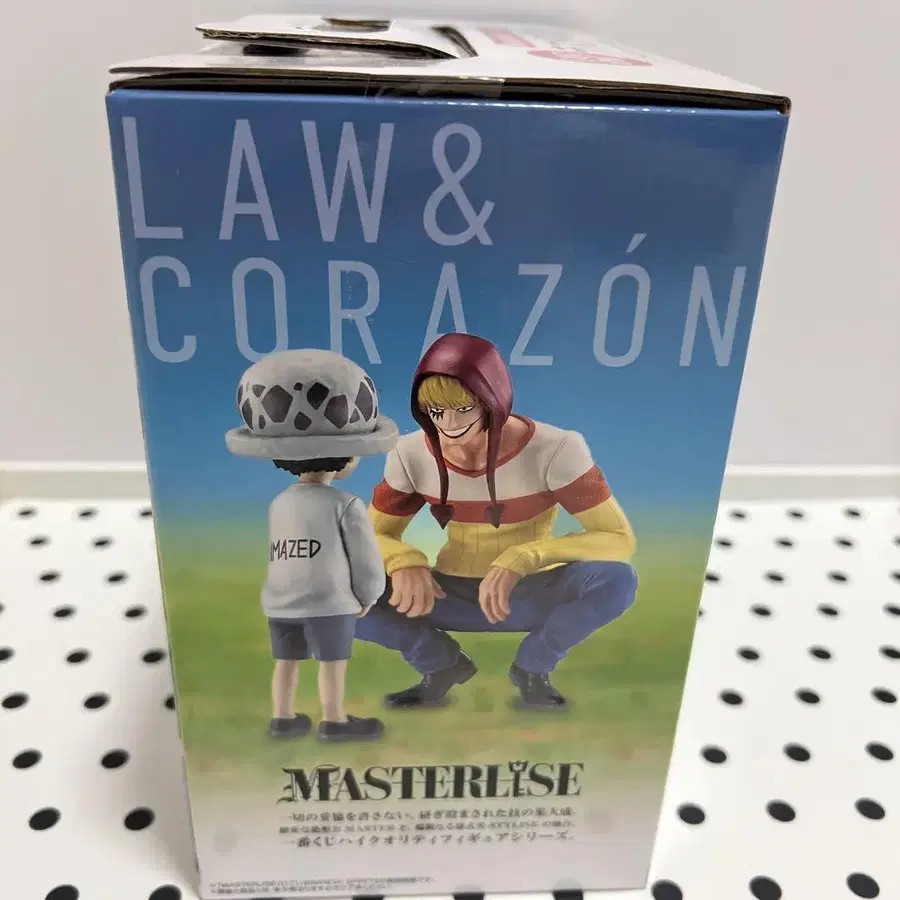 LAW&
CORAZÓN
MAZED
MASTERLISE
一切の妥協を許さない、研ぎ澄まされた技の集大成
一番くじハイクオリティフィギュアシリーズ。